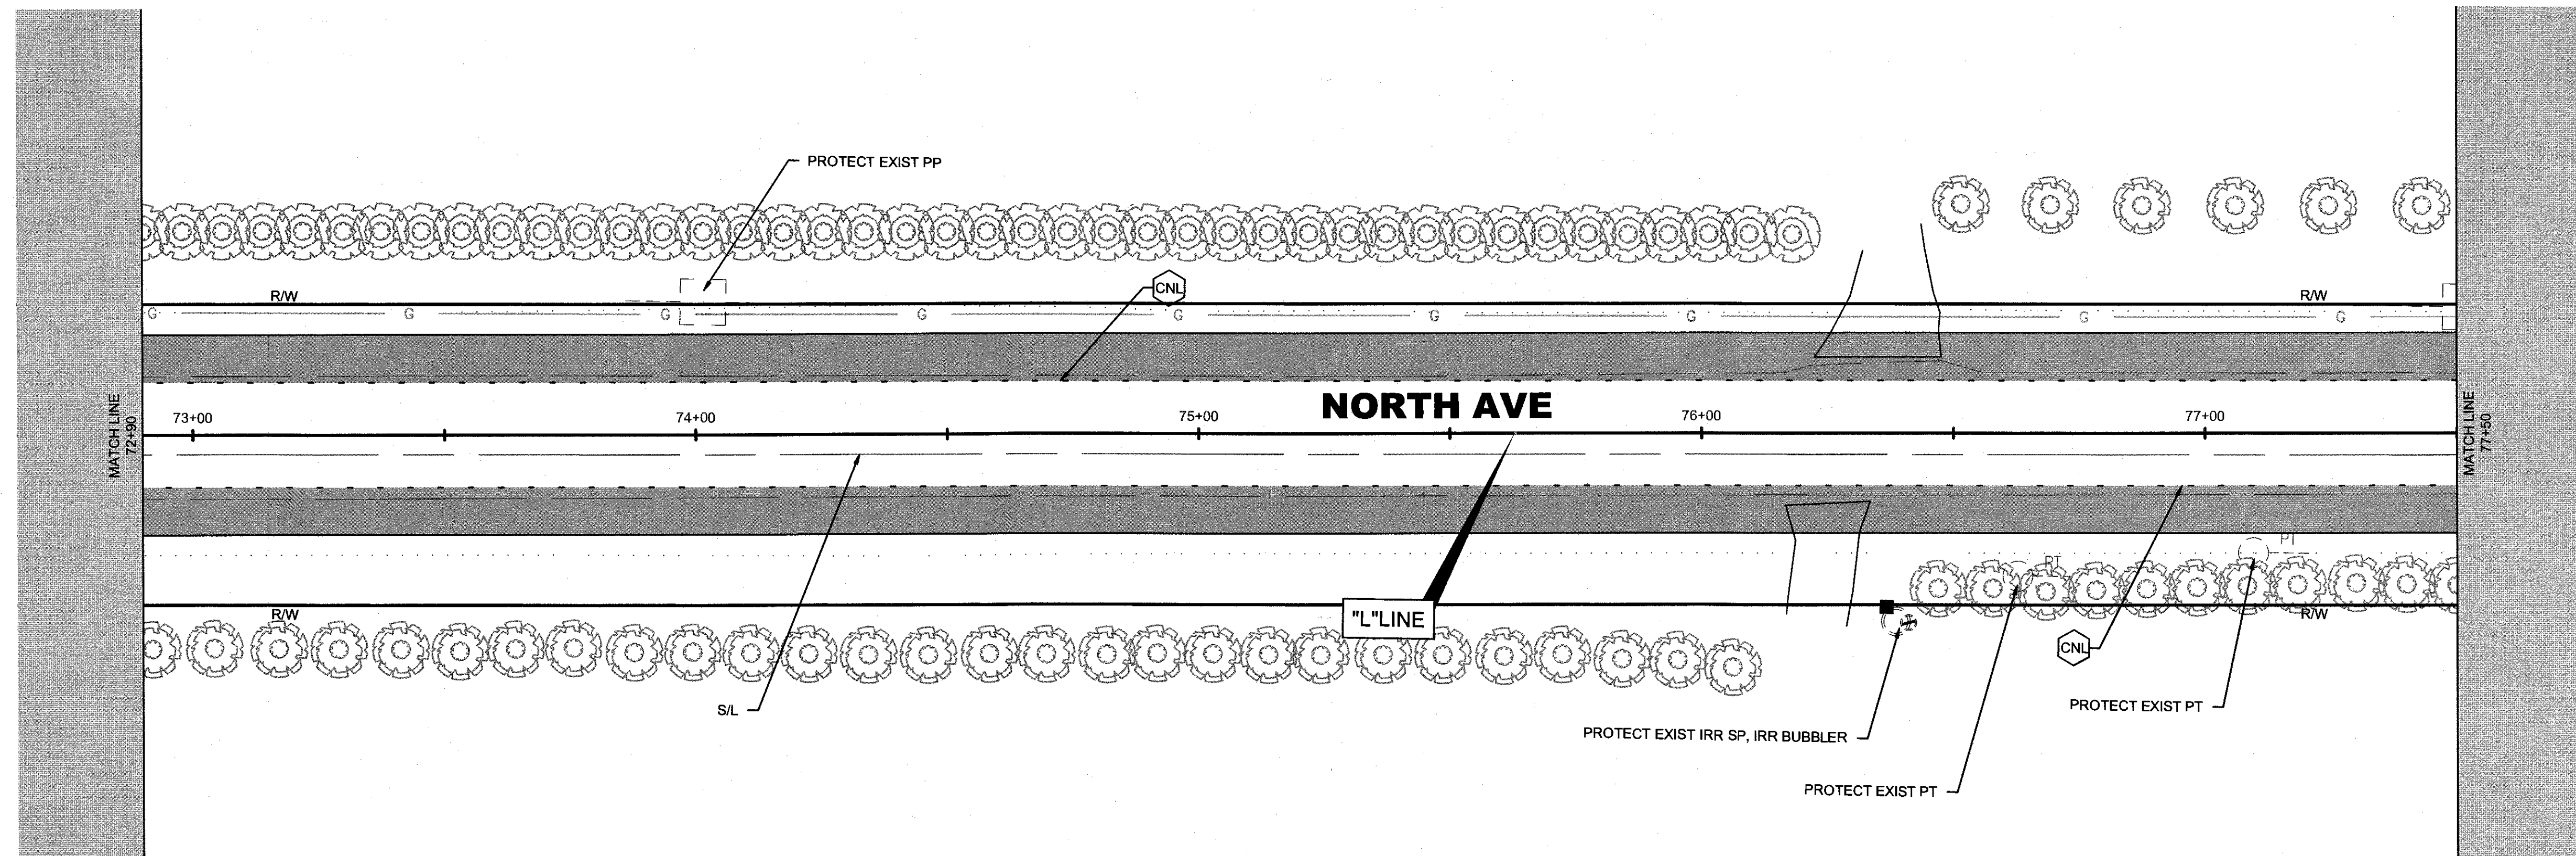 PROTECT EXIST PP
CNL
R/W
R/W
G G G G G G G G G
NORTH AVE
73+00 74+00 75+00 76+00 77+00
MATCH LINE
72+90
MATCH LINE
77+50
PT
PT
R/W
R/W
"L"LINE
CNL
S/L
PROTECT EXIST PT
PROTECT EXIST IRR SP, IRR BUBBLER
PROTECT EXIST PT